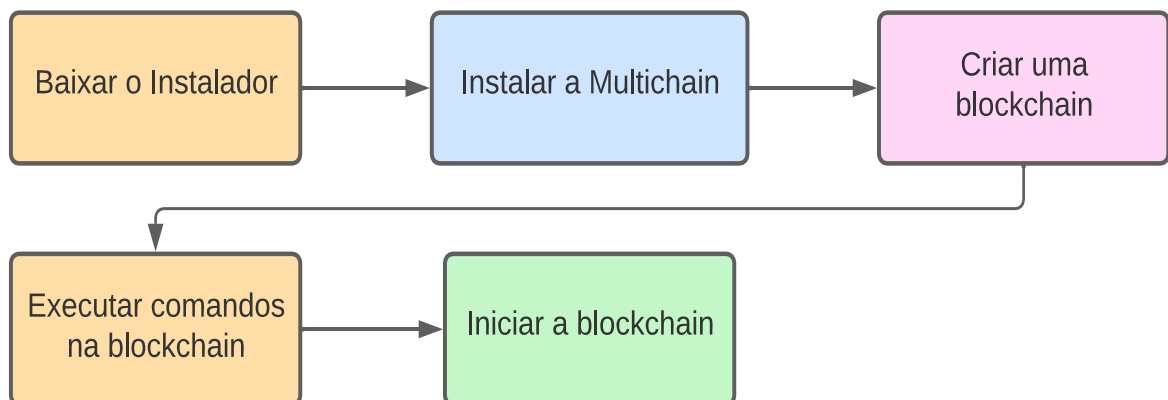 Baixar o Instalador
Instalar a Multichain
Criar uma
blockchain
Executar comandos
na blockchain
Iniciar a blockchain